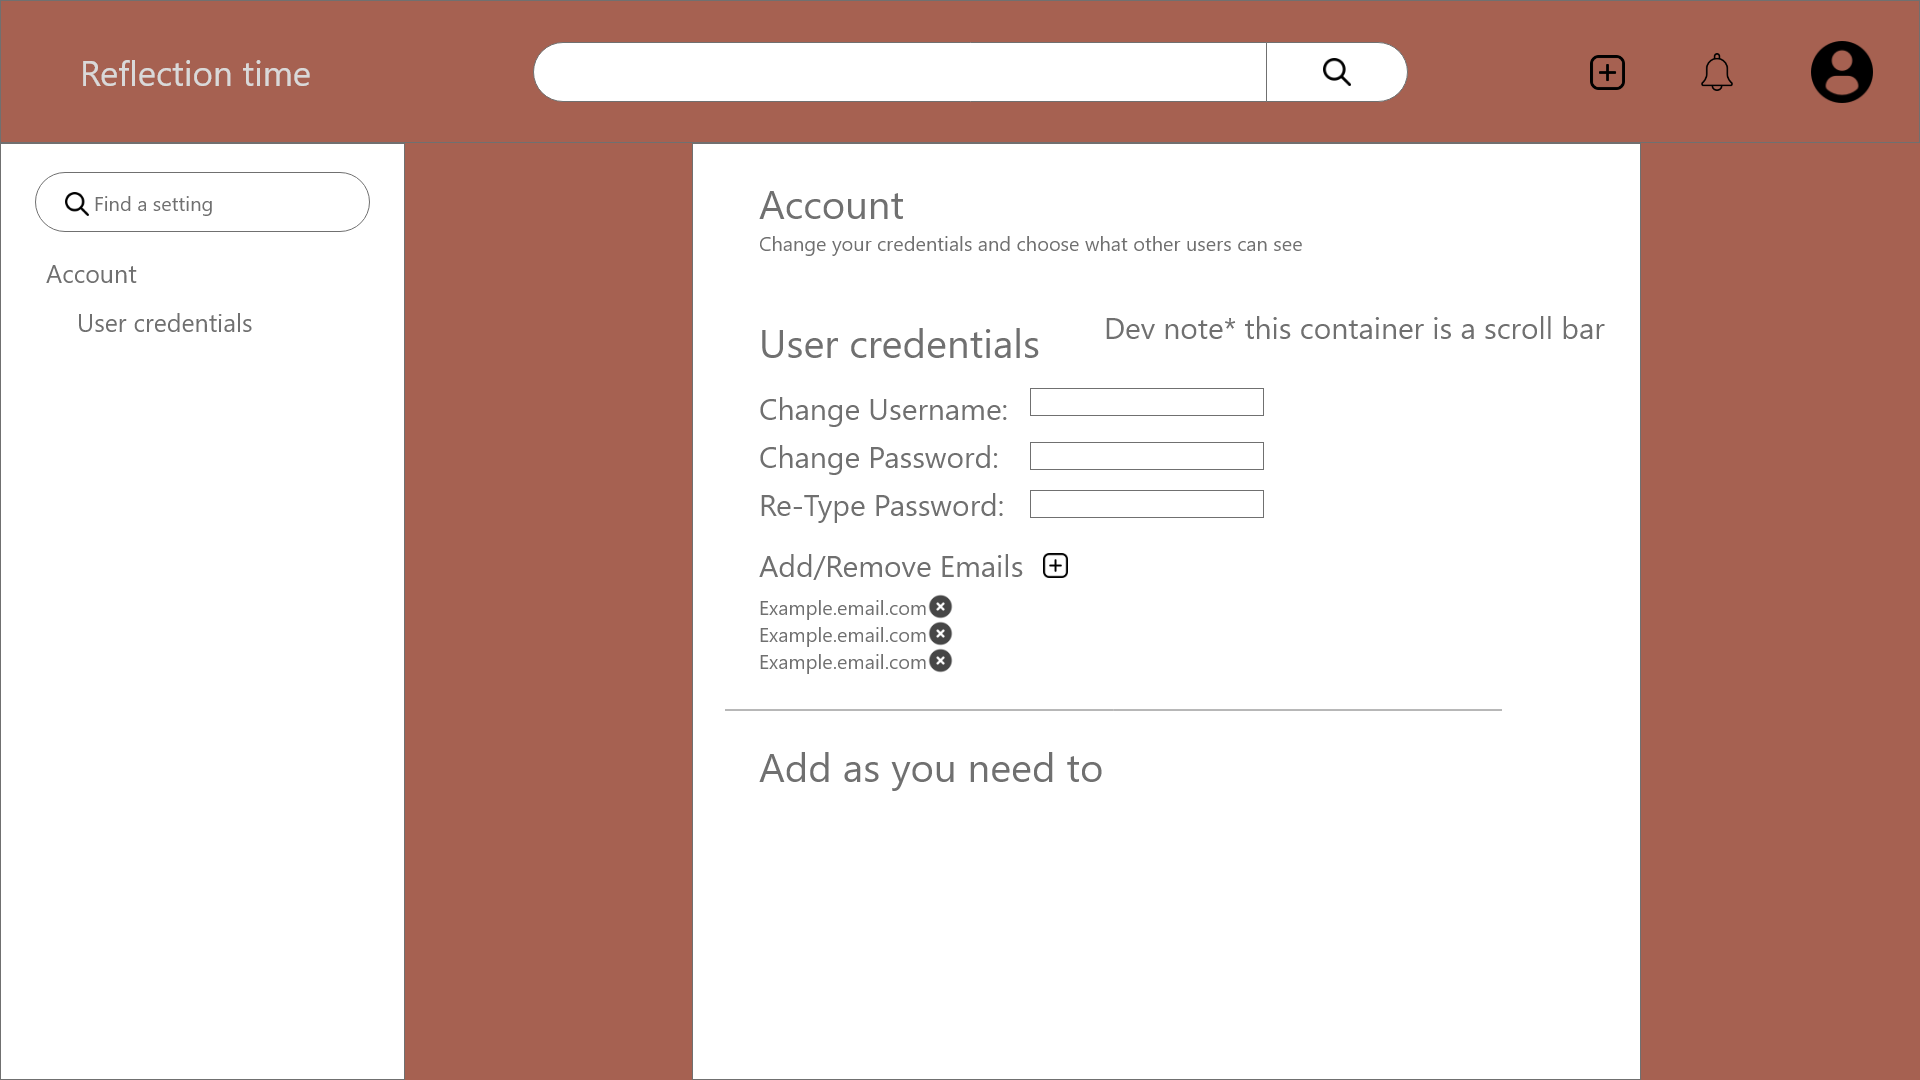 Reflection time
Find a setting
Account
User credentials
Account
Change your credentials and choose what other users can see
Dev note* this container is a scroll bar
User credentials
Change Username:
Change Password:
Re-Type Password:
Add/Remove Emails
Example.email.com
Example.email.com
Example.email.com
Add as you need to